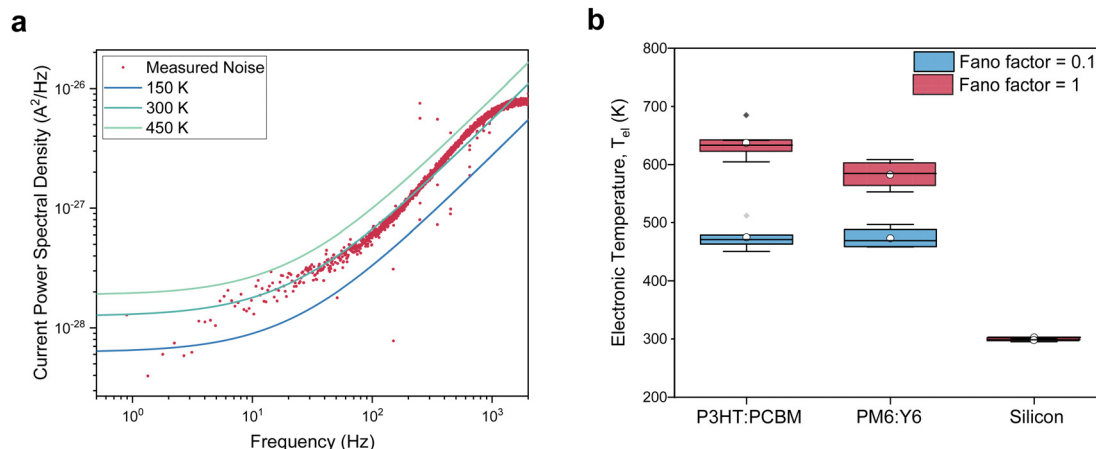 a
Current Power Spectral Density (A²/Hz)
10⁻²⁶
10⁻²⁷
10⁻²⁸
Measured Noise
150 K
300 K
450 K
10⁰
10¹
10²
10³
Frequency (Hz)
b
Electronic Temperature, Tₑₗ (K)
800
700
600
500
400
300
200
Fano factor = 0.1
Fano factor = 1
P3HT:PCBM
PM6:Y6
Silicon